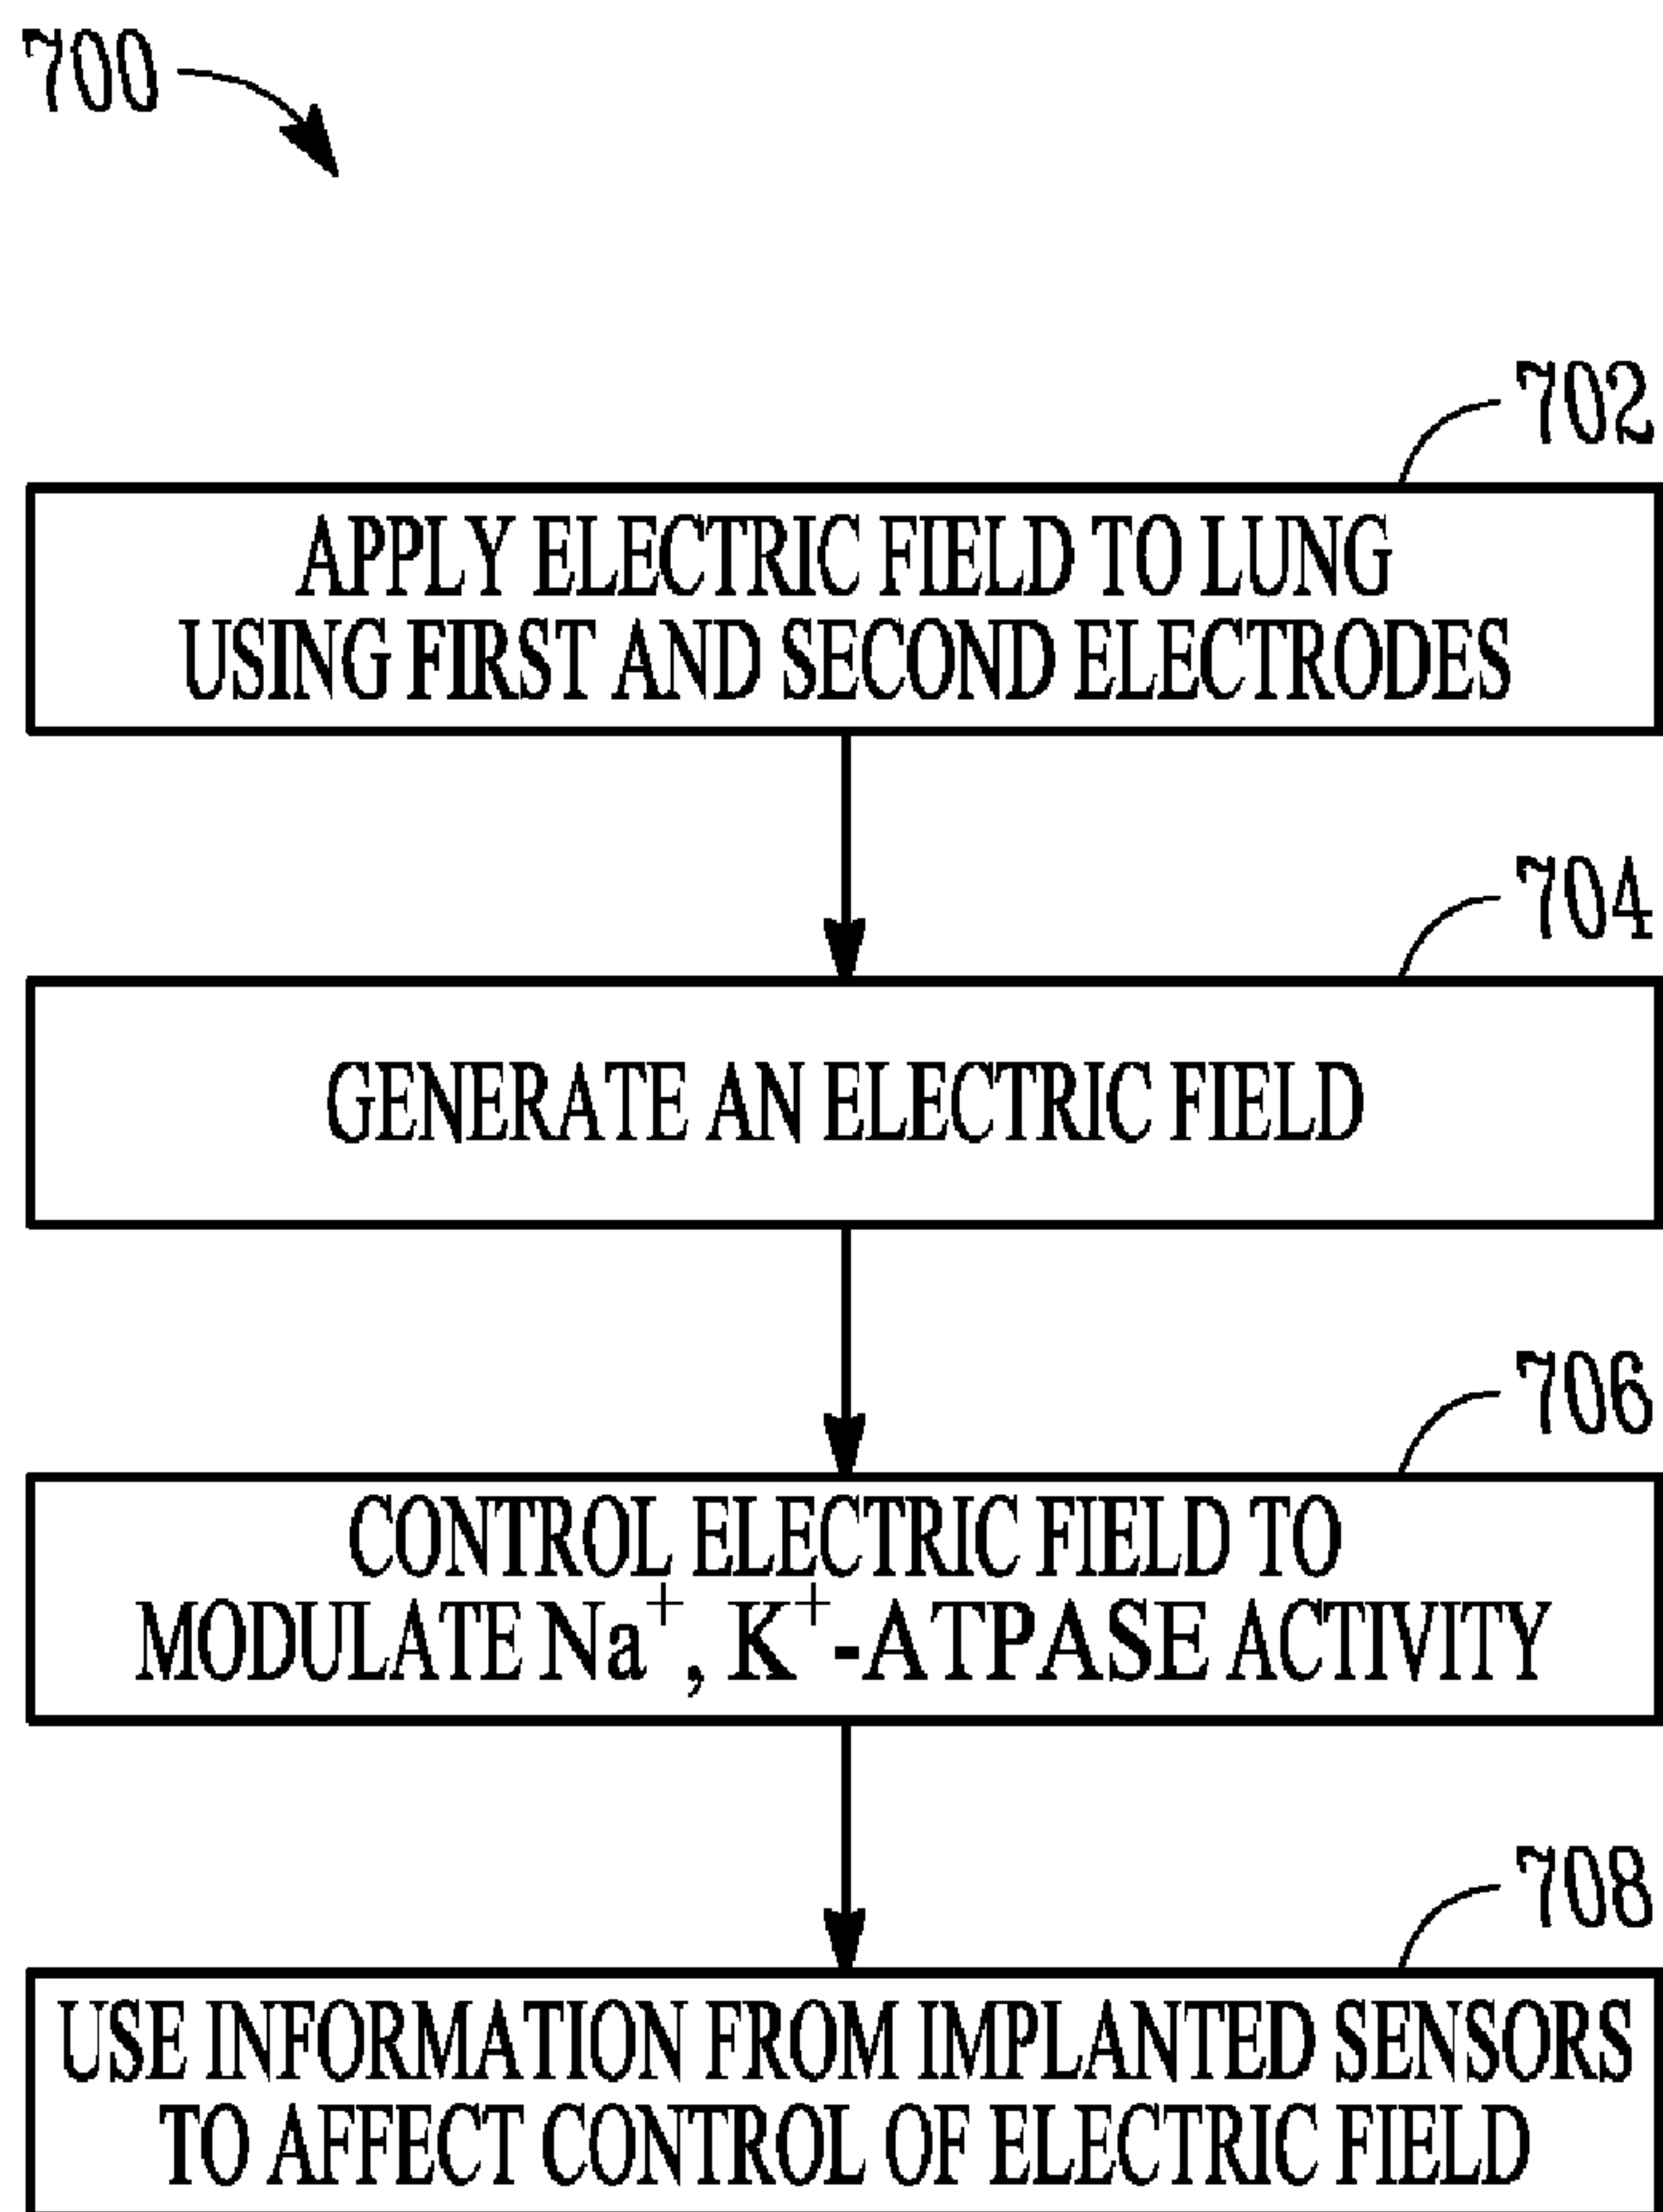 700
702
APPLY ELECTRIC FIELD TO LUNG
USING FIRST AND SECOND ELECTRODES
704
GENERATE AN ELECTRIC FIELD
706
CONTROL ELECTRIC FIELD TO
MODULATE Na⁺, K⁺-ATPASE ACTIVITY
708
USE INFORMATION FROM IMPLANTED SENSORS
TO AFFECT CONTROL OF ELECTRIC FIELD